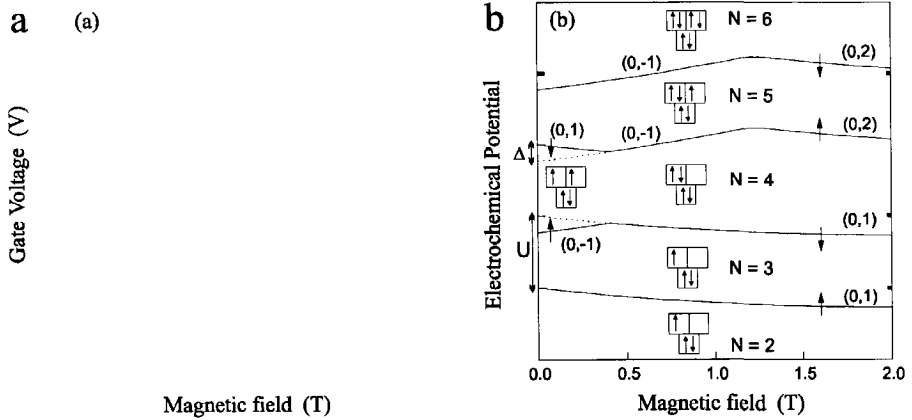 a
(a)
Gate Voltage (V)
Magnetic field (T)
b
(b)
Electrochemical Potential
N = 6
(0,-1)
(0,2)
N = 5
(0,1)
(0,-1)
(0,2)
Δ
N = 4
(0,1)
U
(0,-1)
N = 3
(0,1)
N = 2
0.0 0.5 1.0 1.5 2.0
Magnetic field (T)